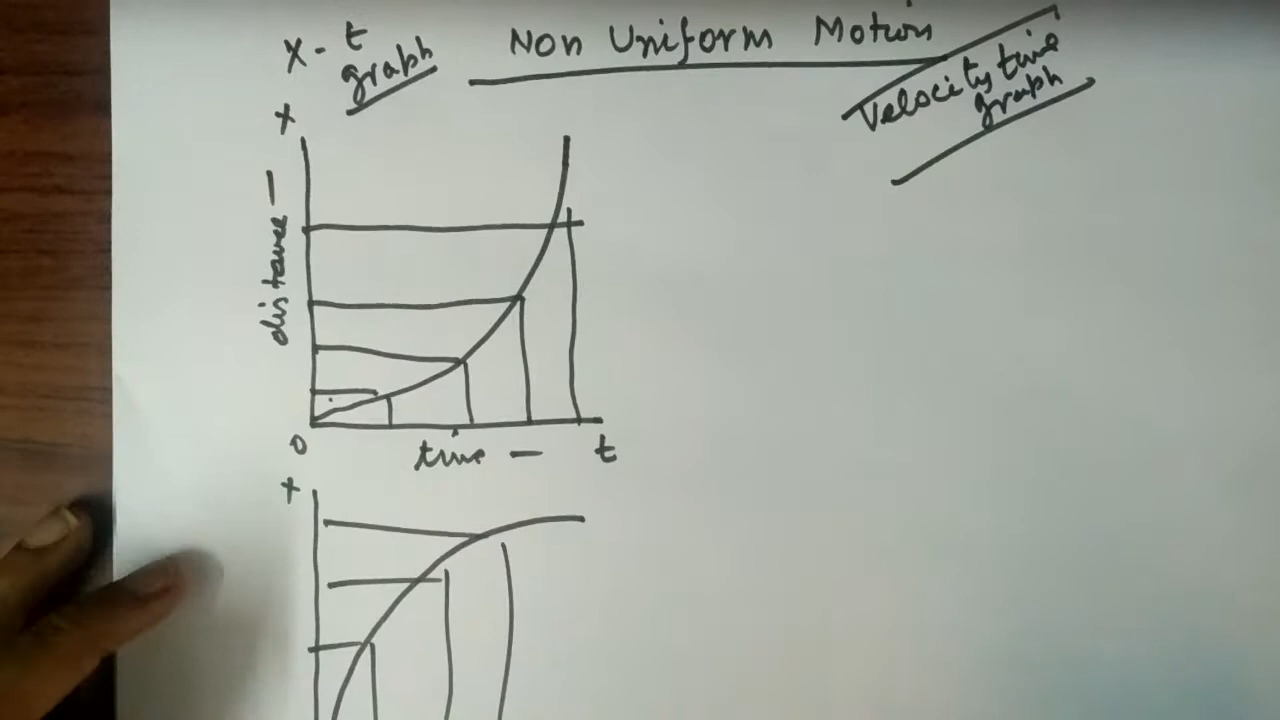 x - t
graph
Non Uniform Motion
Velocity time
graph
x
distance
0
time
t
x